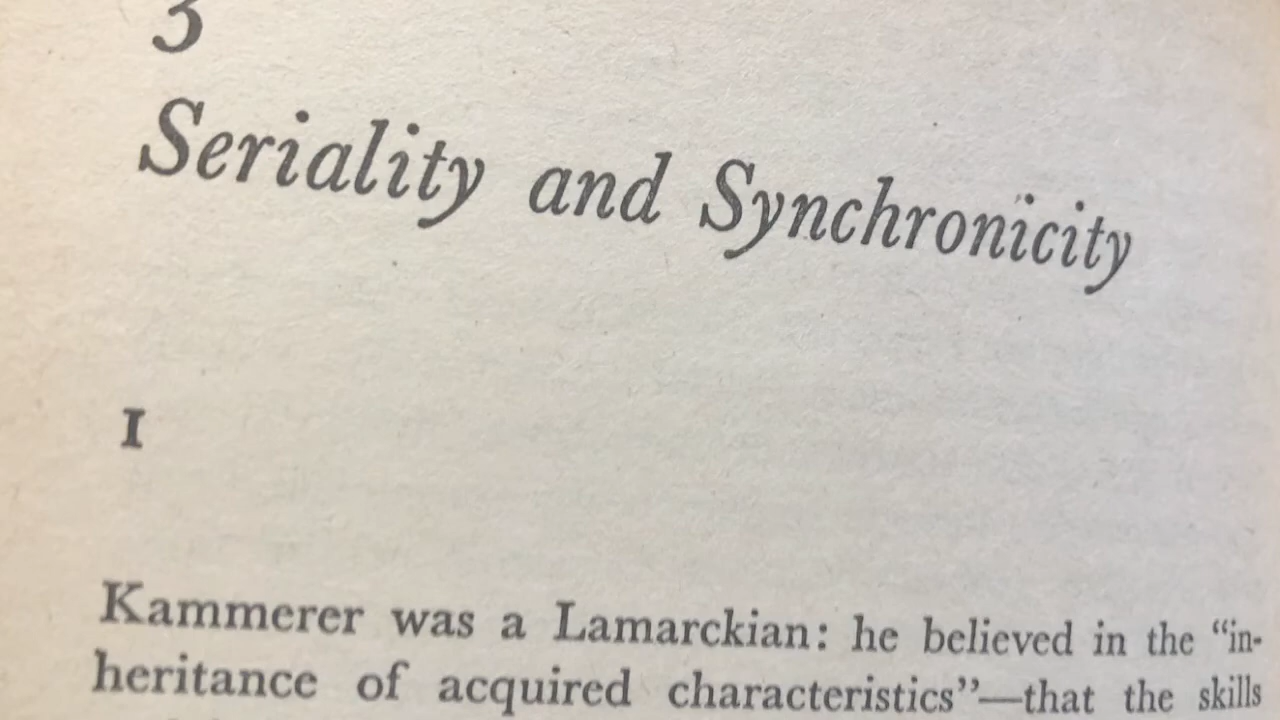 3
Seriality and Synchronicity
I
Kammerer was a Lamarckian: he believed in the “in-
heritance of acquired characteristics”—that the skills